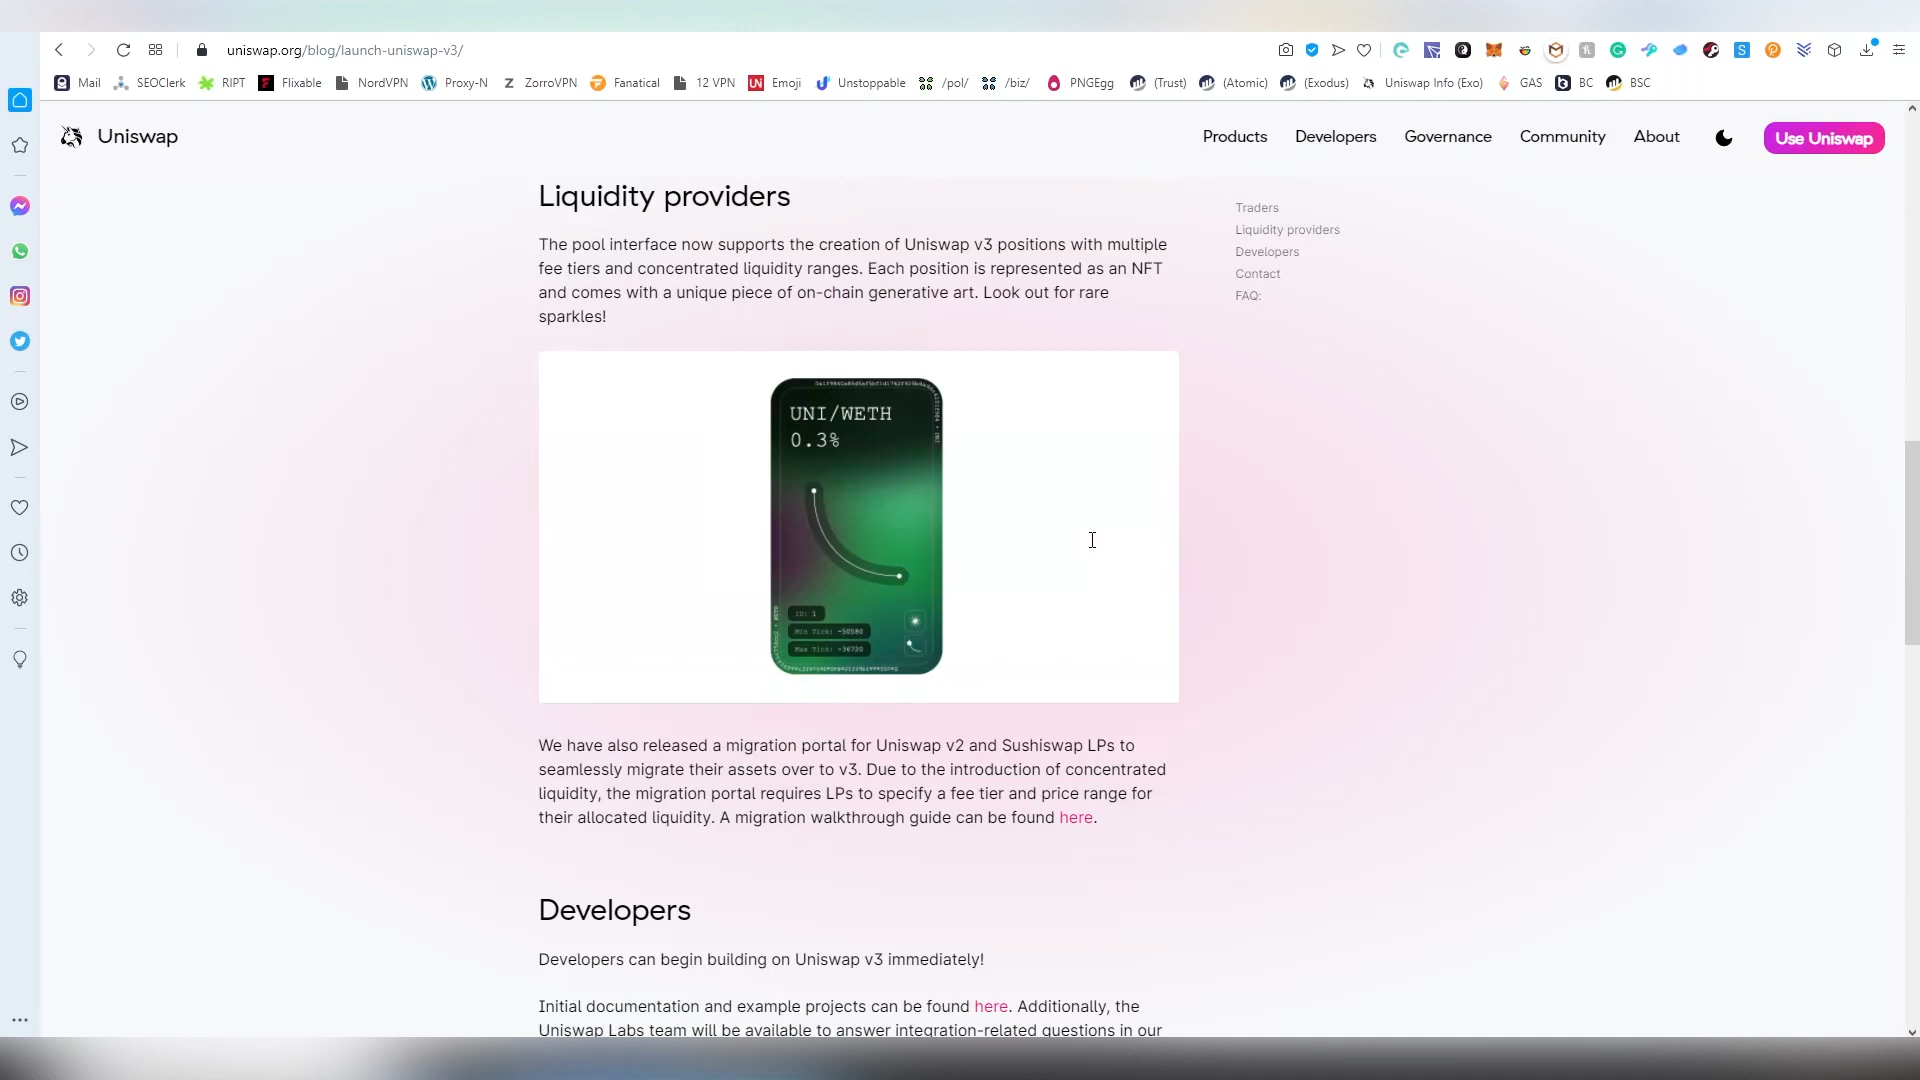 uniswap.org/blog/launch-uniswap-v3/
Mail SEOClerk RIPT Flixable NordVPN Proxy-N ZorroVPN Fanatical 12 VPN Emoji Unstoppable /pol/ /biz/ PNGEgg (Trust) (Atomic) (Exodus) Uniswap Info (Exo) GAS BC BSC
Uniswap
Products Developers Governance Community About Use Uniswap
Liquidity providers
The pool interface now supports the creation of Uniswap v3 positions with multiple
fee tiers and concentrated liquidity ranges. Each position is represented as an NFT
and comes with a unique piece of on-chain generative art. Look out for rare
sparkles!
Traders
Liquidity providers
Developers
Contact
FAQ:
UNI/WETH
0.3%
ID: 1
Min Tick: -50580
Max Tick: -36720
We have also released a migration portal for Uniswap v2 and Sushiswap LPs to
seamlessly migrate their assets over to v3. Due to the introduction of concentrated
liquidity, the migration portal requires LPs to specify a fee tier and price range for
their allocated liquidity. A migration walkthrough guide can be found here.
Developers
Developers can begin building on Uniswap v3 immediately!
Initial documentation and example projects can be found here. Additionally, the
Uniswap Labs team will be available to answer integration-related questions in our